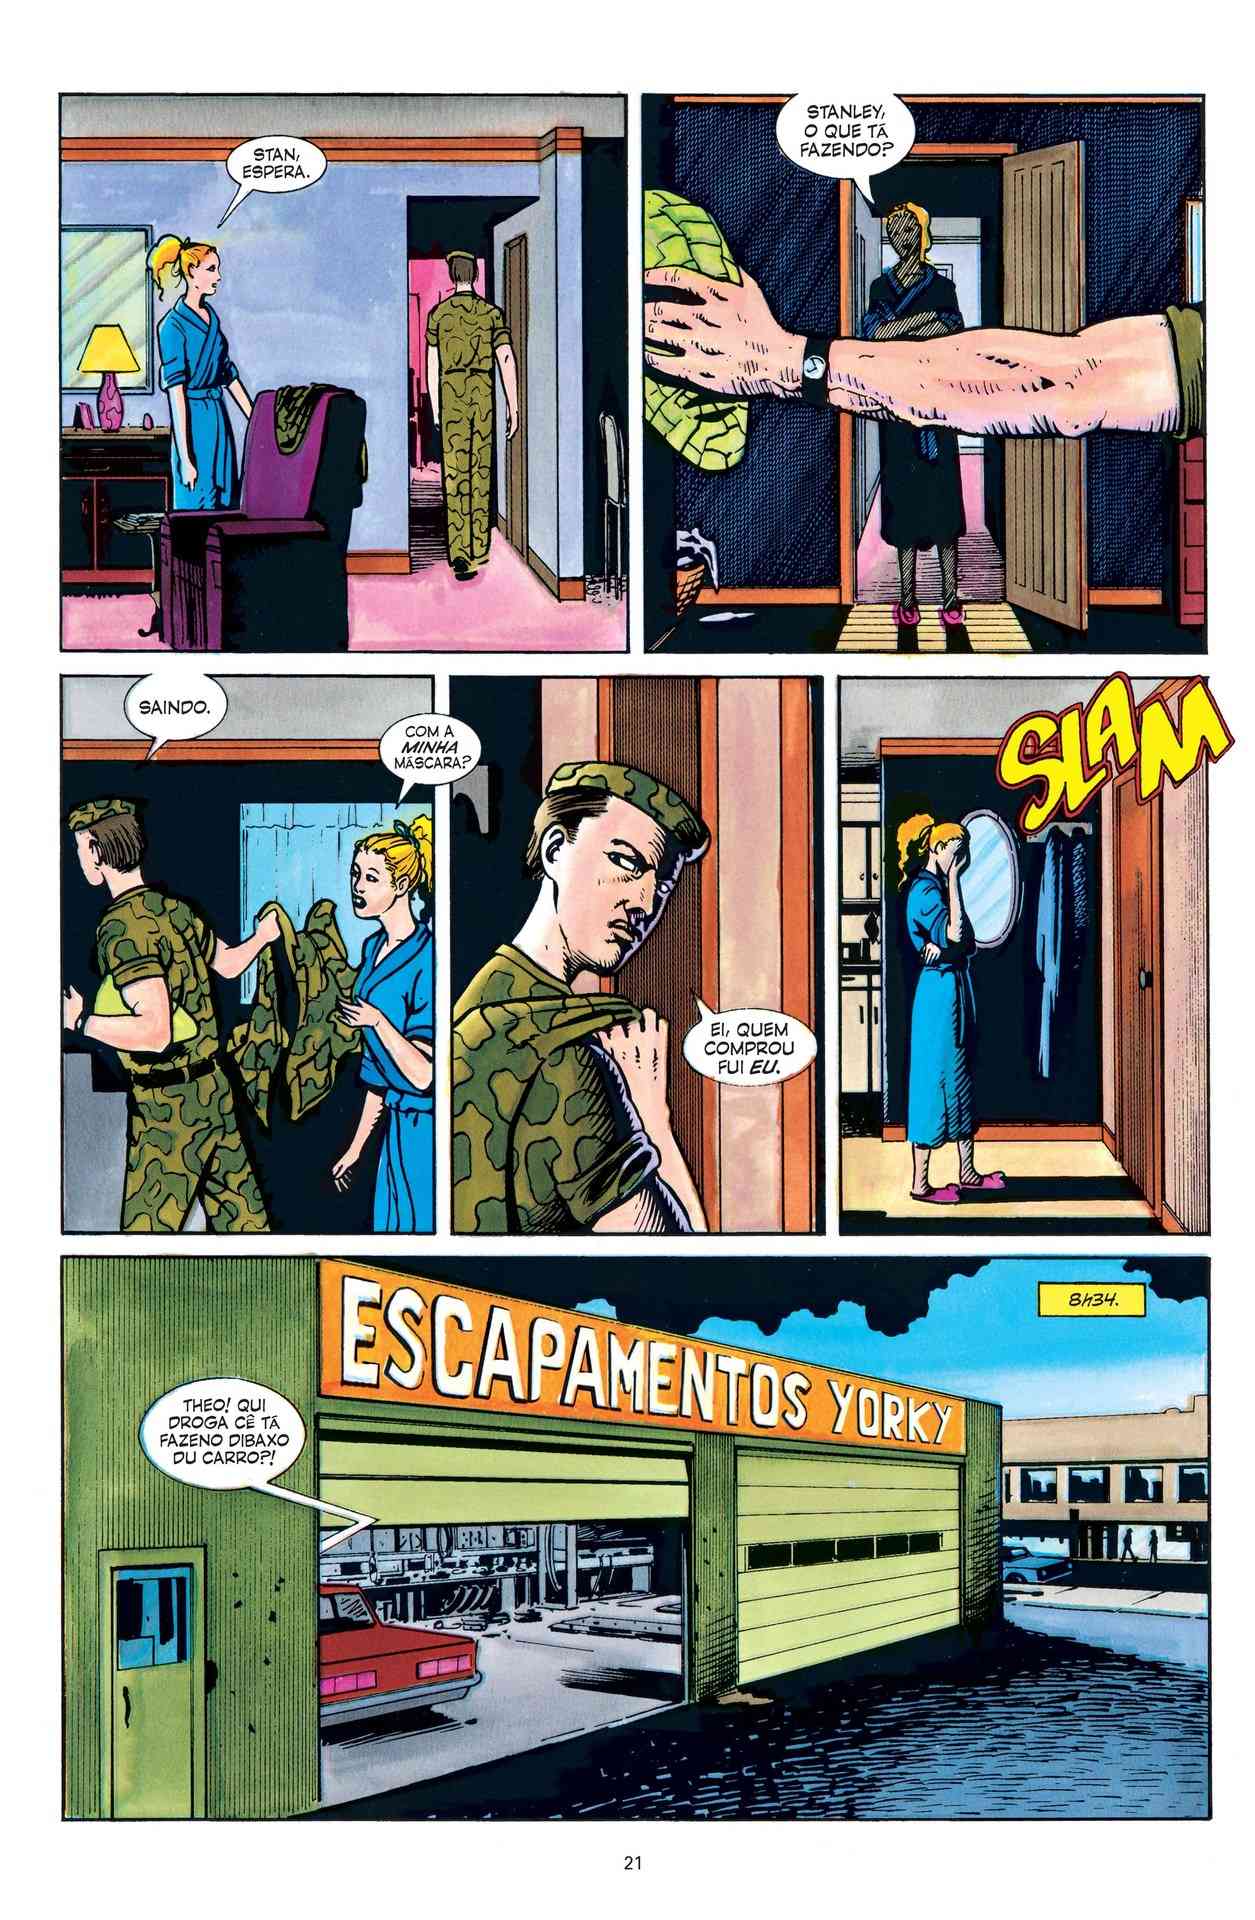 STAN,
ESPERA.
STANLEY,
O QUE TÁ
FAZENDO?
SAINDO.
COM A
MINHA
MÁSCARA?
EI, QUEM
COMPROU
FUI EU.
SLAM
8h34.
ESCAPAMENTOS YORKY
THEO! QUI
DROGA CÊ TÁ
FAZENO DIBAXO
DU CARRO?!
21